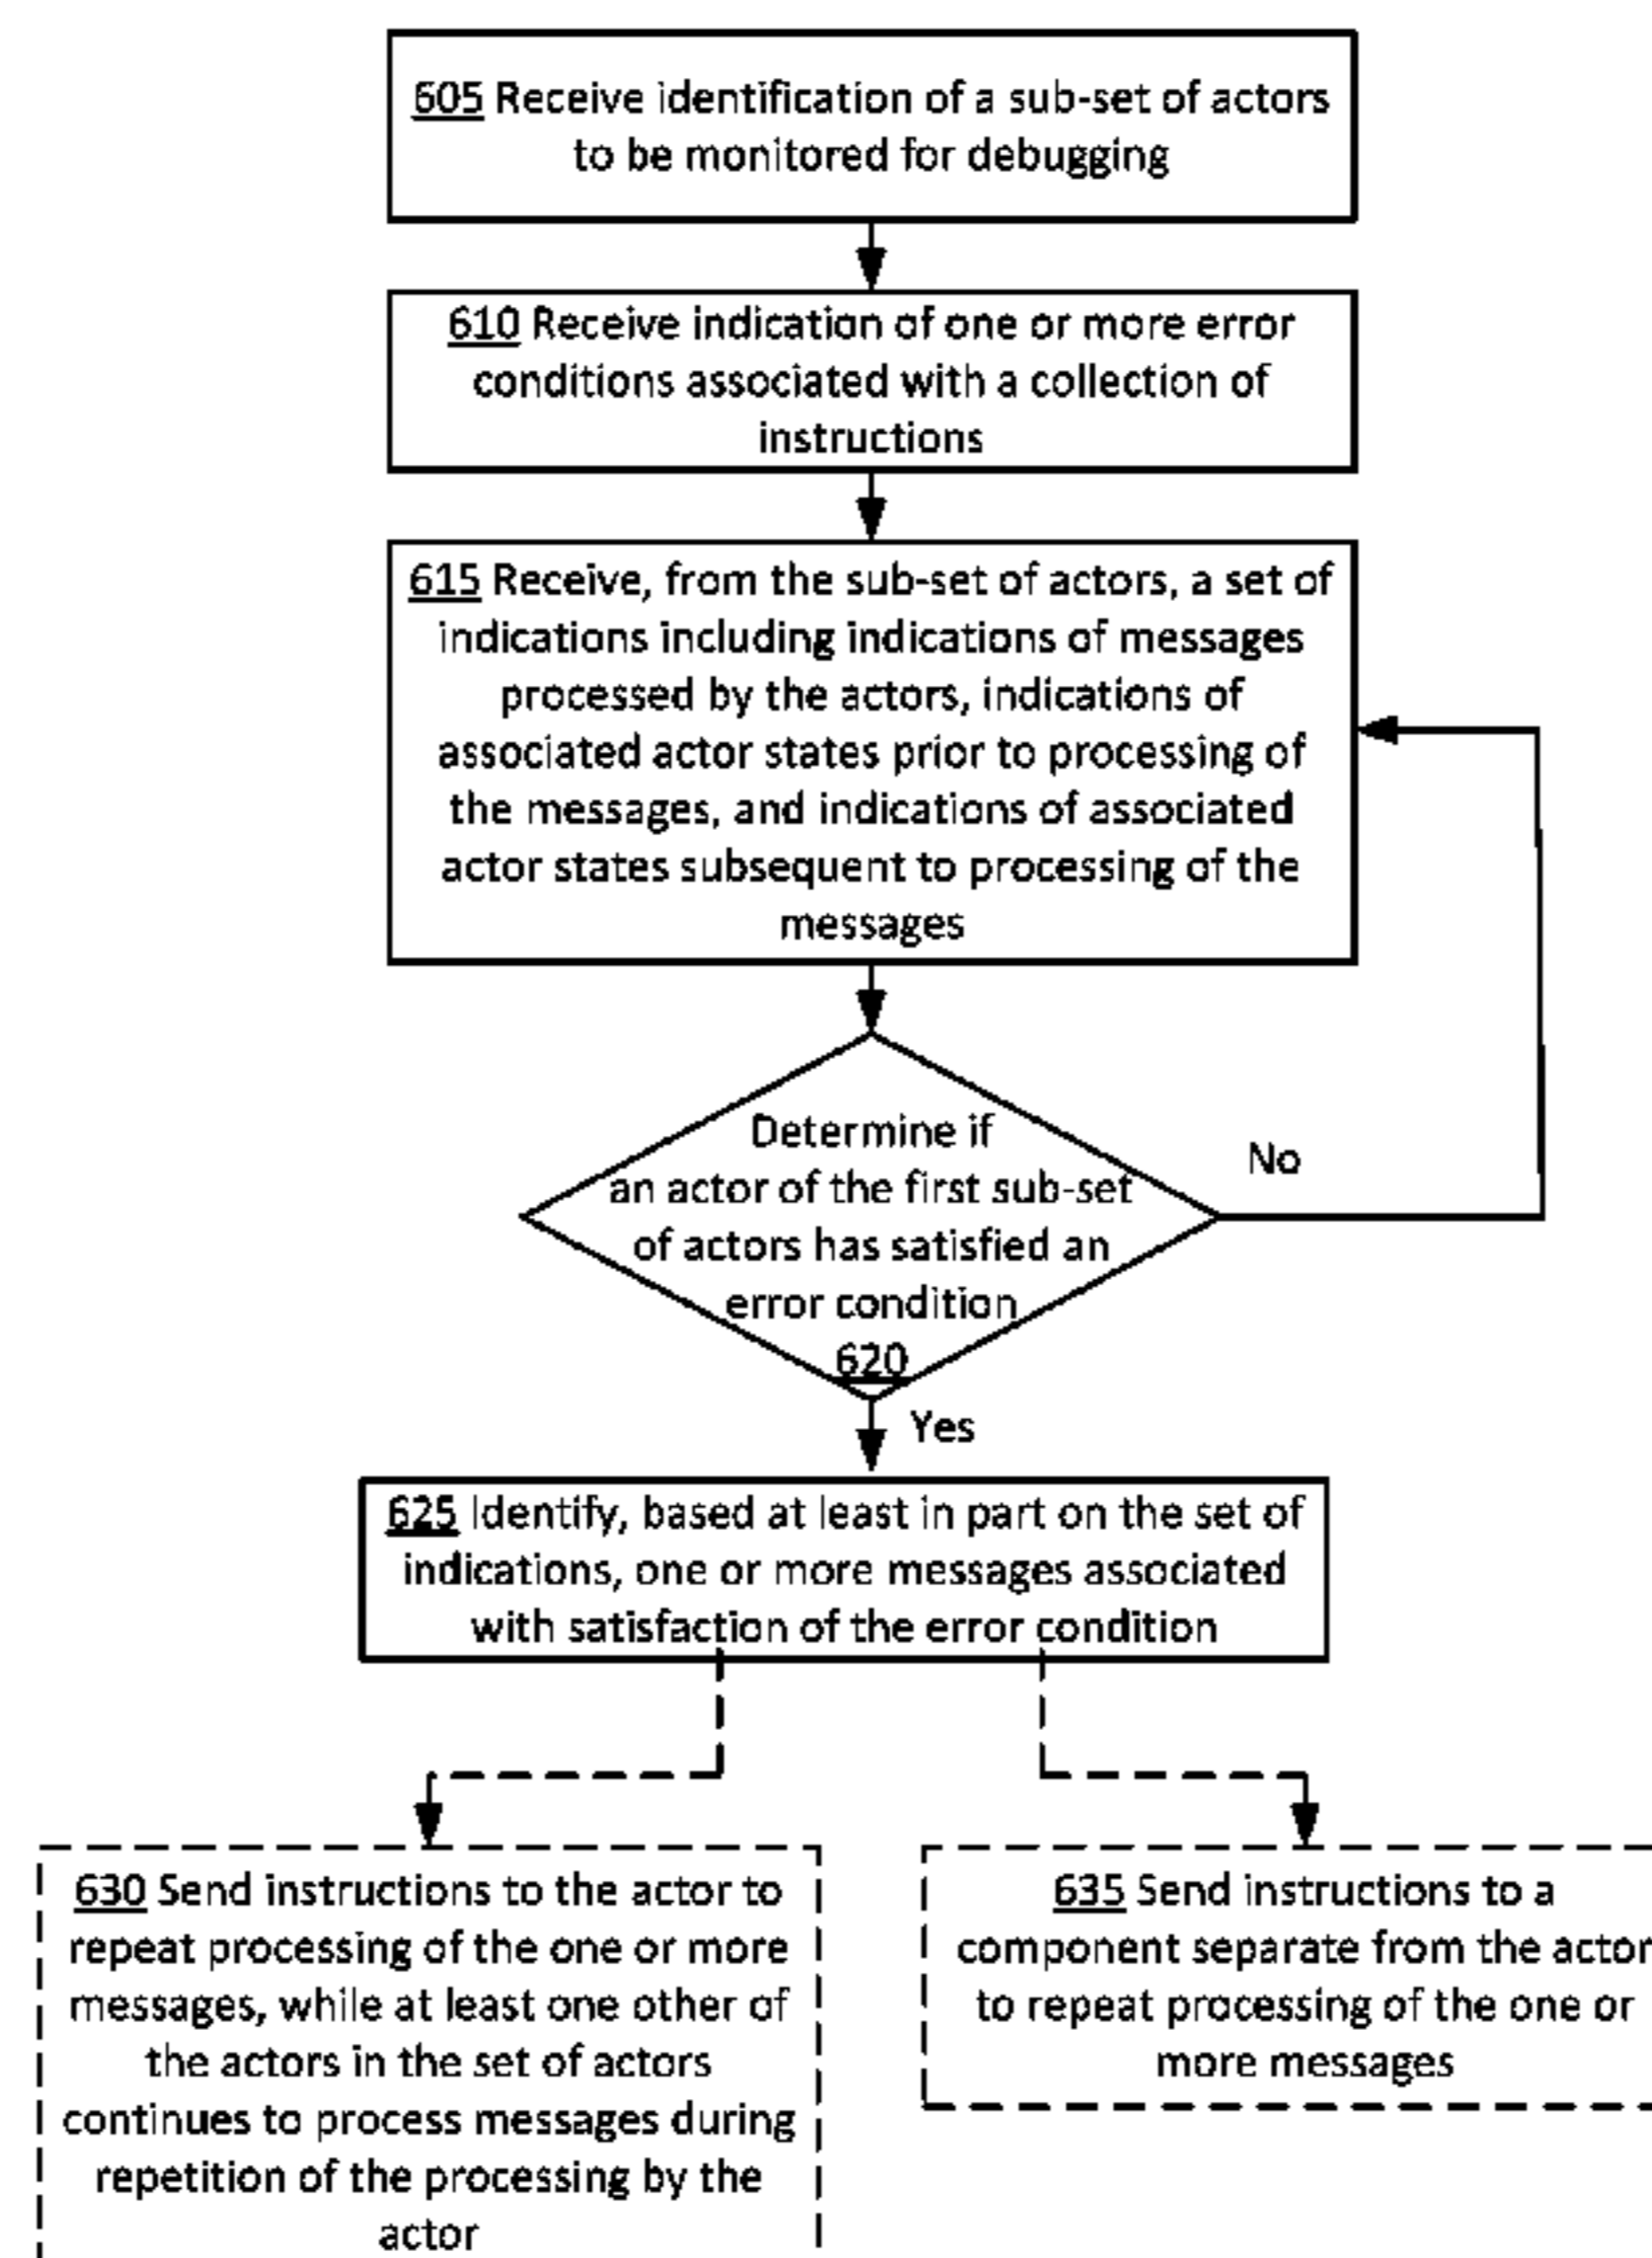 605 Receive identification of a sub-set of actors
to be monitored for debugging
610 Receive indication of one or more error
conditions associated with a collection of
instructions
615 Receive, from the sub-set of actors, a set of
indications including indications of messages
processed by the actors, indications of
associated actor states prior to processing of
the messages, and indications of associated
actor states subsequent to processing of the
messages
Determine if
an actor of the first sub-set
of actors has satisfied an
error condition
620
No
Yes
625 Identify, based at least in part on the set of
indications, one or more messages associated
with satisfaction of the error condition
630 Send instructions to the actor to
repeat processing of the one or more
messages, while at least one other of
the actors in the set of actors
continues to process messages during
repetition of the processing by the
actor
635 Send instructions to a
component separate from the actor
to repeat processing of the one or
more messages